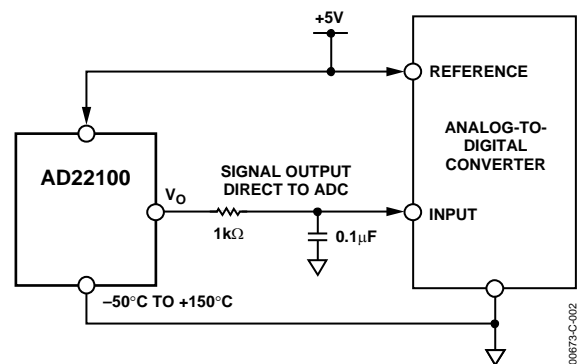 +5V
REFERENCE
ANALOG-TO-
DIGITAL
CONVERTER
AD22100
SIGNAL OUTPUT
DIRECT TO ADC
VO
1kΩ
0.1μF
INPUT
–50°C TO +150°C
00673-C-002